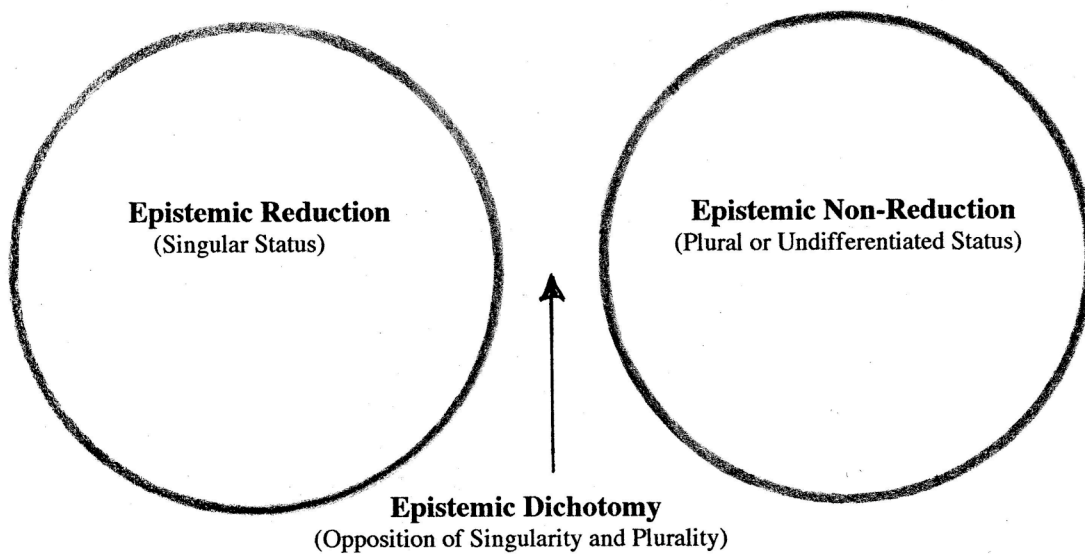 Epistemic Reduction
(Singular Status)
Epistemic Non-Reduction
(Plural or Undifferentiated Status)
Epistemic Dichotomy
(Opposition of Singularity and Plurality)